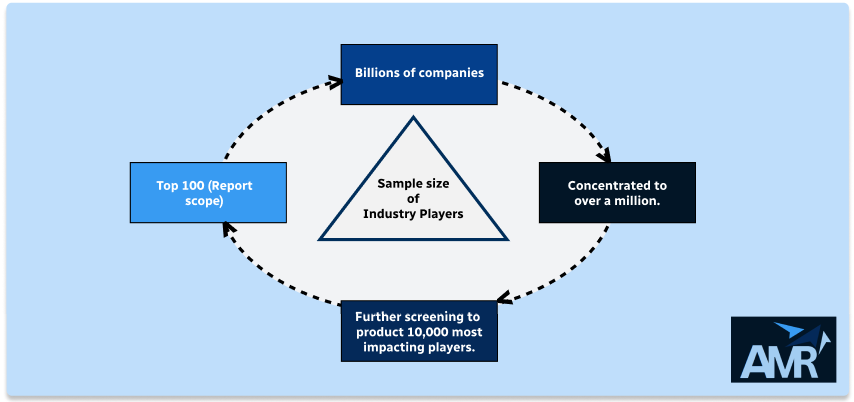 Billions of companies
Concentrated to
over a million.
Sample size
of
Industry Players
Top 100 (Report
scope)
Further screening to
product 10,000 most
impacting players.
AMR